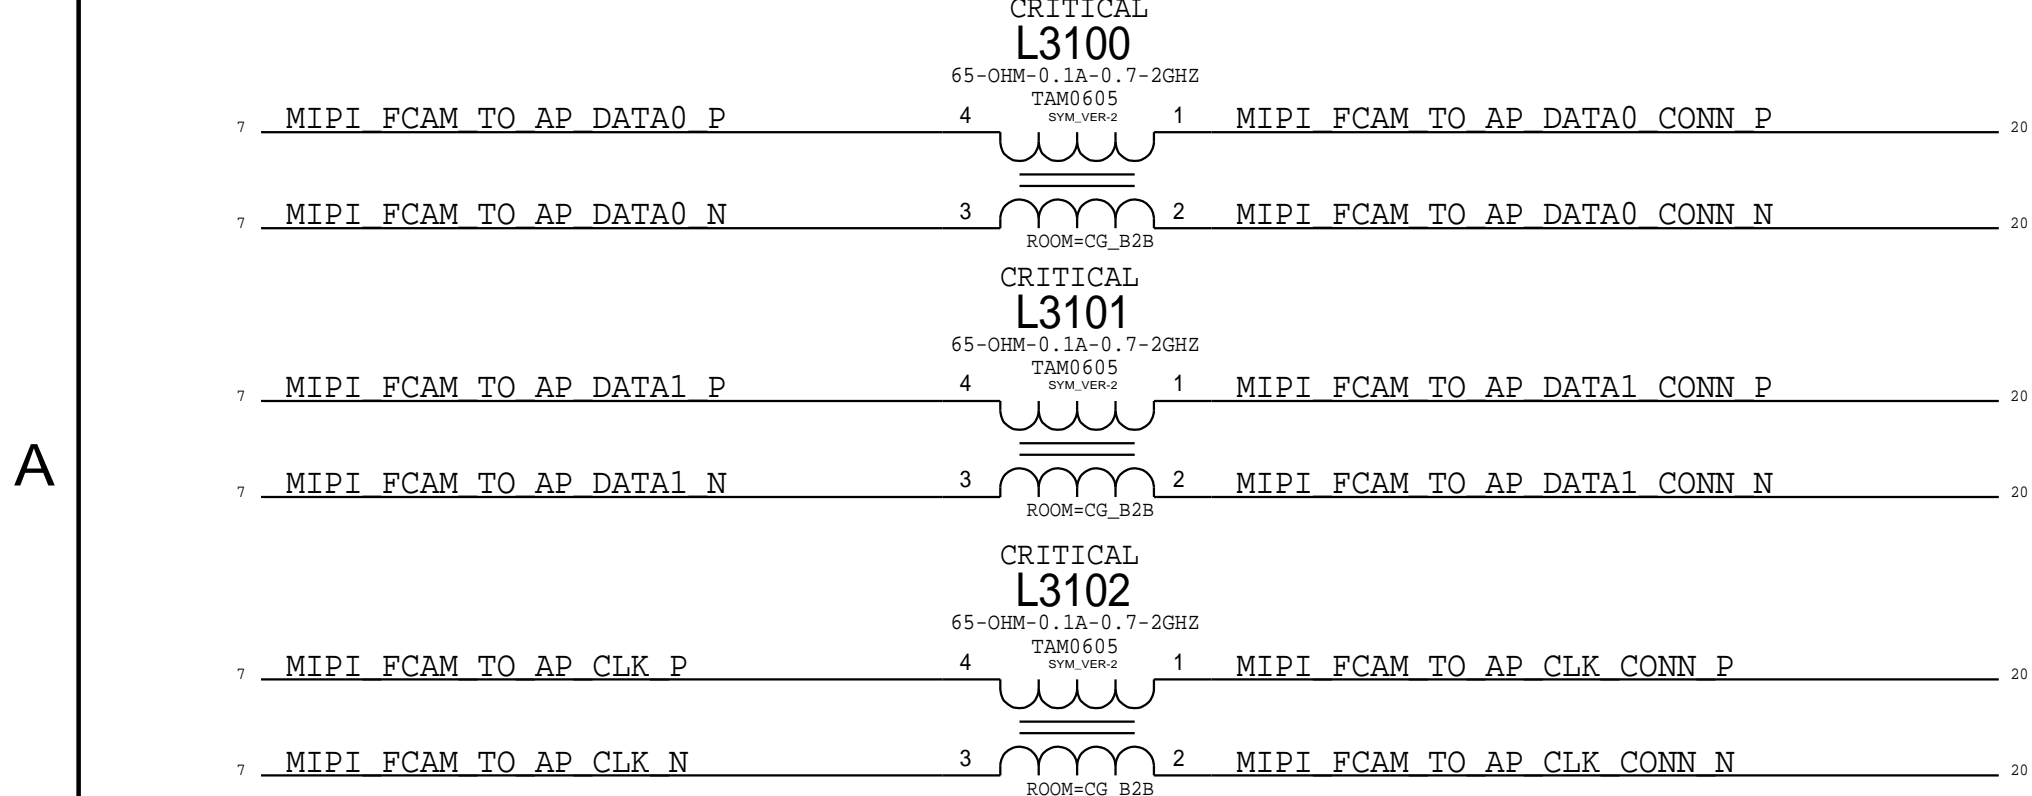 CRITICAL
L3100
65-OHM-0.1A-0.7-2GHZ
TAM0605
SYM_VER-2
7 MIPI_FCAM_TO_AP_DATA0_P 4 1 MIPI_FCAM_TO_AP_DATA0_CONN_P 20
7 MIPI_FCAM_TO_AP_DATA0_N 3 2 MIPI_FCAM_TO_AP_DATA0_CONN_N 20
ROOM=CG_B2B
CRITICAL
L3101
65-OHM-0.1A-0.7-2GHZ
TAM0605
SYM_VER-2
7 MIPI_FCAM_TO_AP_DATA1_P 4 1 MIPI_FCAM_TO_AP_DATA1_CONN_P 20
A
7 MIPI_FCAM_TO_AP_DATA1_N 3 2 MIPI_FCAM_TO_AP_DATA1_CONN_N 20
ROOM=CG_B2B
CRITICAL
L3102
65-OHM-0.1A-0.7-2GHZ
TAM0605
SYM_VER-2
7 MIPI_FCAM_TO_AP_CLK_P 4 1 MIPI_FCAM_TO_AP_CLK_CONN_P 20
7 MIPI_FCAM_TO_AP_CLK_N 3 2 MIPI_FCAM_TO_AP_CLK_CONN_N 20
ROOM=CG_B2B